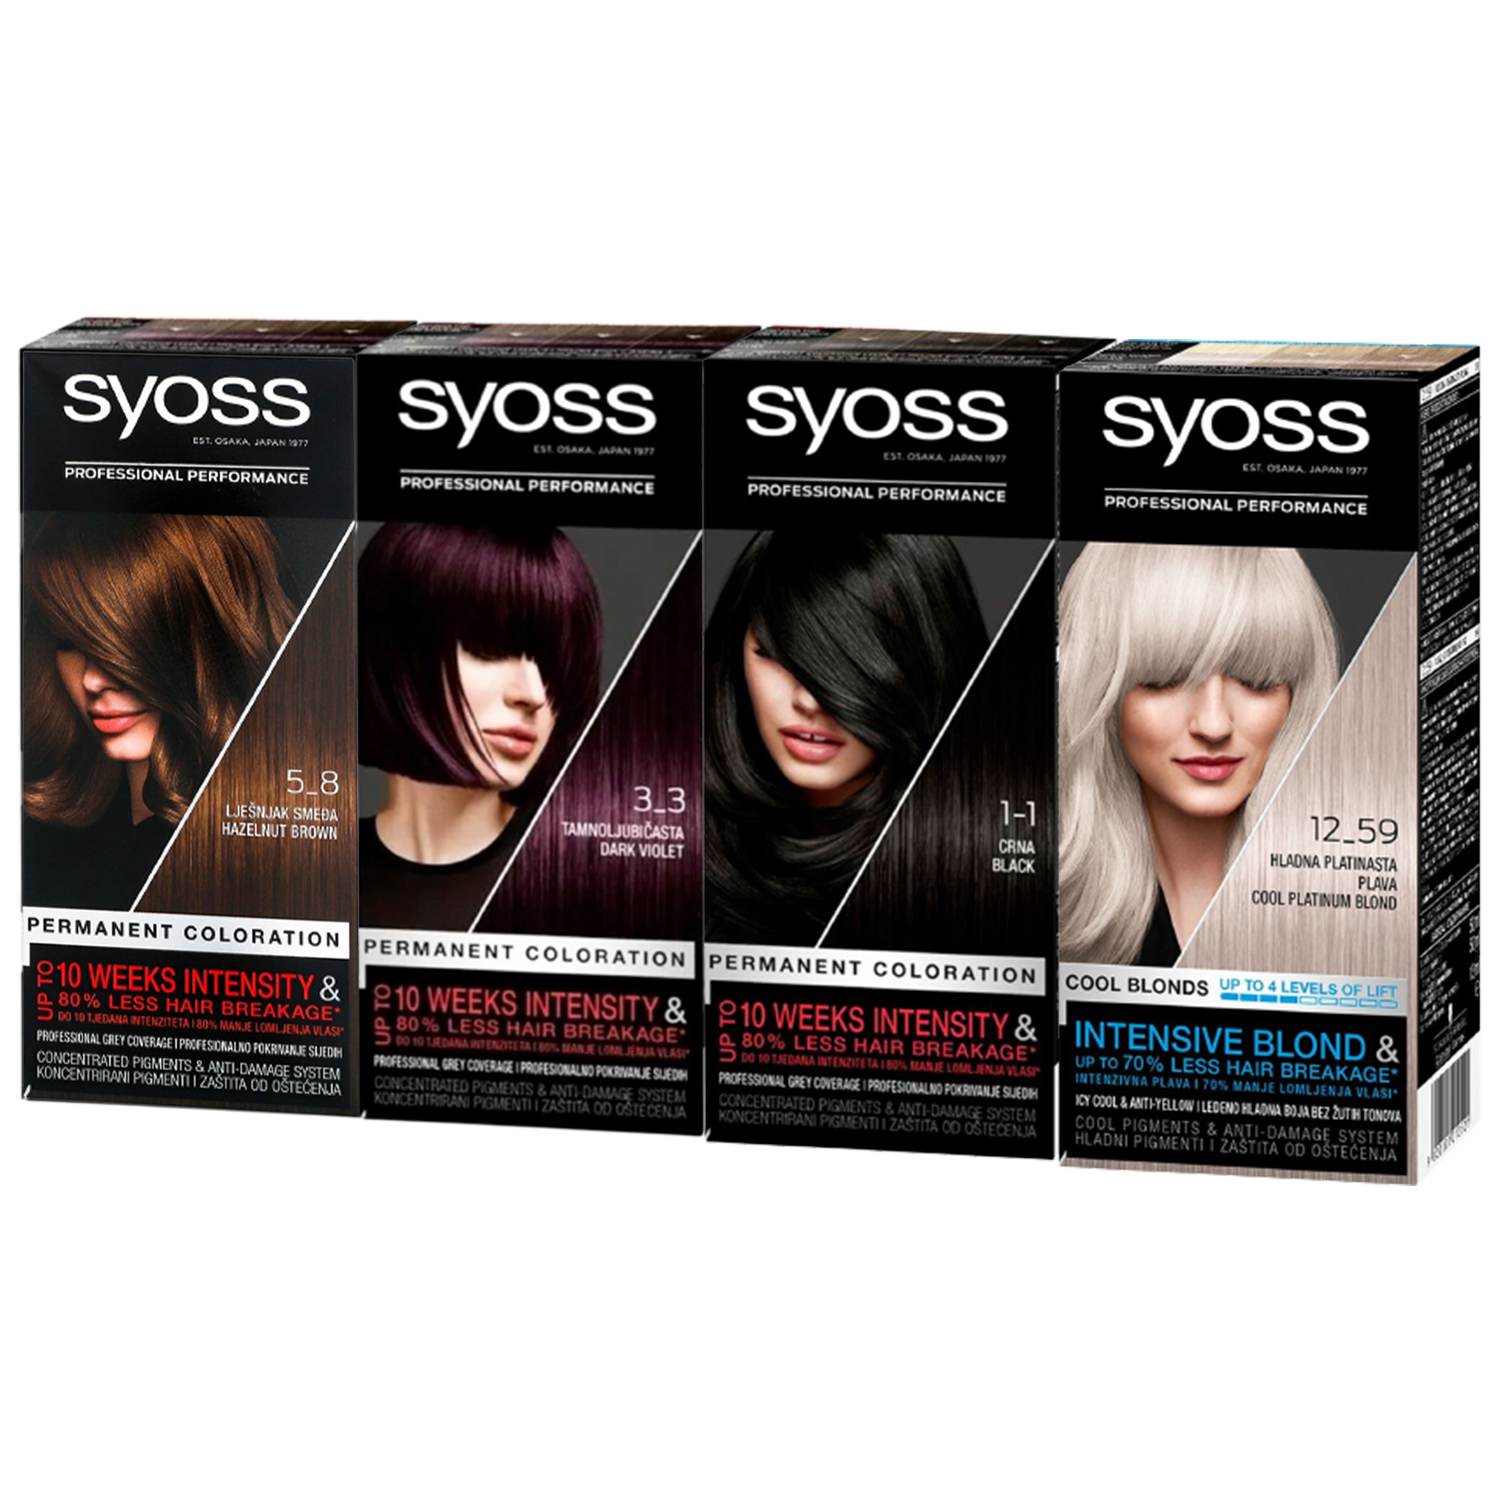 syoss
EST. OSAKA, JAPAN 1977
PROFESSIONAL PERFORMANCE
5_8
LJEŠNJAK SMEĐA
HAZELNUT BROWN
PERMANENT COLORATION
UP TO
10 WEEKS INTENSITY &
80% LESS HAIR BREAKAGE*
DO 10 TJEDANA INTENZITETA I 80% MANJE LOMLJENJA VLASI*
PROFESSIONAL GREY COVERAGE I PROFESIONALNO POKRIVANJE SIJEDIH
CONCENTRATED PIGMENTS & ANTI-DAMAGE SYSTEM
KONCENTRIRANI PIGMENTI I ZAŠTITA OD OŠTEĆENJA
syoss
EST. OSAKA, JAPAN 1977
PROFESSIONAL PERFORMANCE
3_3
TAMNOLJUBIČASTA
DARK VIOLET
PERMANENT COLORATION
UP TO
10 WEEKS INTENSITY &
80% LESS HAIR BREAKAGE*
DO 10 TJEDANA INTENZITETA I 80% MANJE LOMLJENJA VLASI*
PROFESSIONAL GREY COVERAGE I PROFESIONALNO POKRIVANJE SIJEDIH
CONCENTRATED PIGMENTS & ANTI-DAMAGE SYSTEM
KONCENTRIRANI PIGMENTI I ZAŠTITA OD OŠTEĆENJA
syoss
EST. OSAKA, JAPAN 1977
PROFESSIONAL PERFORMANCE
1-1
CRNA
BLACK
PERMANENT COLORATION
UP TO
10 WEEKS INTENSITY &
80% LESS HAIR BREAKAGE*
DO 10 TJEDANA INTENZITETA I 80% MANJE LOMLJENJA VLASI*
PROFESSIONAL GREY COVERAGE I PROFESIONALNO POKRIVANJE SIJEDIH
CONCENTRATED PIGMENTS & ANTI-DAMAGE SYSTEM
KONCENTRIRANI PIGMENTI I ZAŠTITA OD OŠTEĆENJA
syoss
EST. OSAKA, JAPAN 1977
PROFESSIONAL PERFORMANCE
12_59
HLADNA PLATINASTA
PLAVA
COOL PLATINUM BLOND
COOL BLONDS UP TO 4 LEVELS OF LIFT
INTENSIVE BLOND &
UP TO 70% LESS HAIR BREAKAGE*
INTENZIVNA PLAVA I 70% MANJE LOMLJENJA VLASI*
ICY COOL & ANTI-YELLOW I LEDENO HLADNA BOJA BEZ ŽUTIH TONOVA
COOL PIGMENTS & ANTI-DAMAGE SYSTEM
HLADNI PIGMENTI I ZAŠTITA OD OŠTEĆENJA